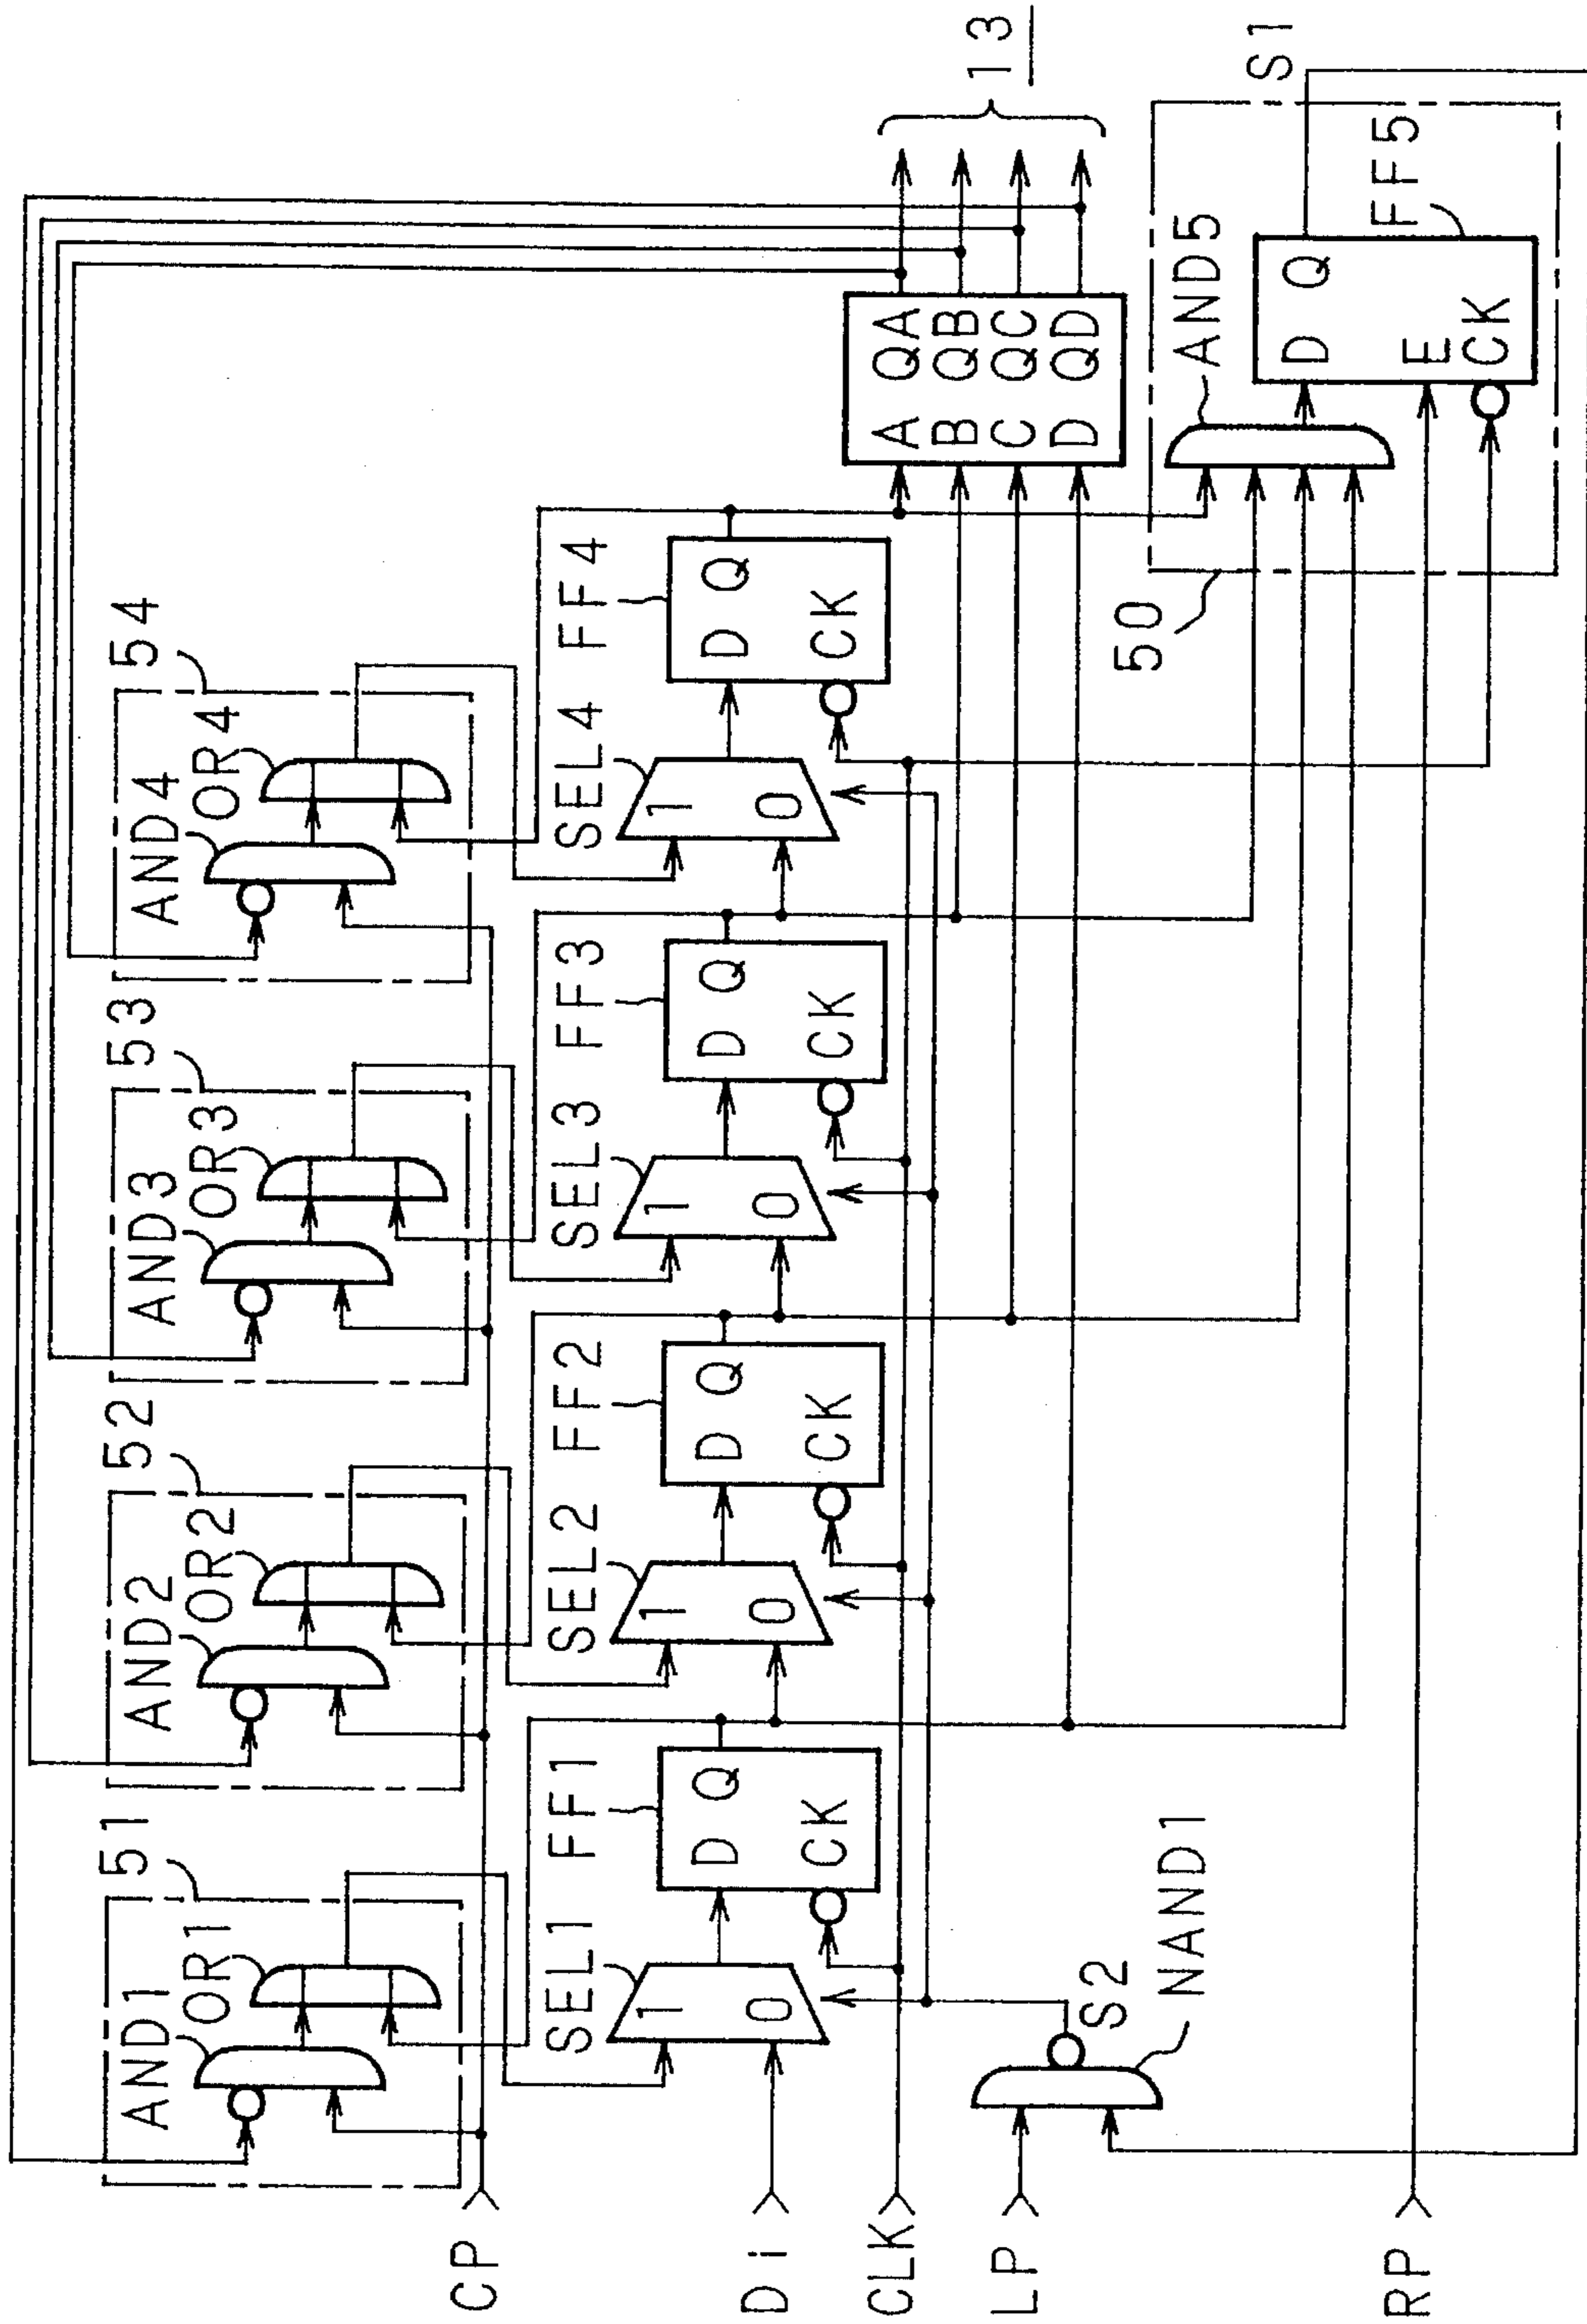 51
52
53
54
AND1
OR1
AND2
OR2
AND3
OR3
AND4
OR4
CP
SEL1
FF1
SEL2
FF2
SEL3
FF3
SEL4
FF4
1
0
D Q
CK
1
0
D Q
CK
1
0
D Q
CK
1
0
D Q
CK
Di
CLK
LP
S2
NAND1
A QA
B QB
C QC
D QD
13
50
AND5
D Q
E
CK
FF5
S1
RP